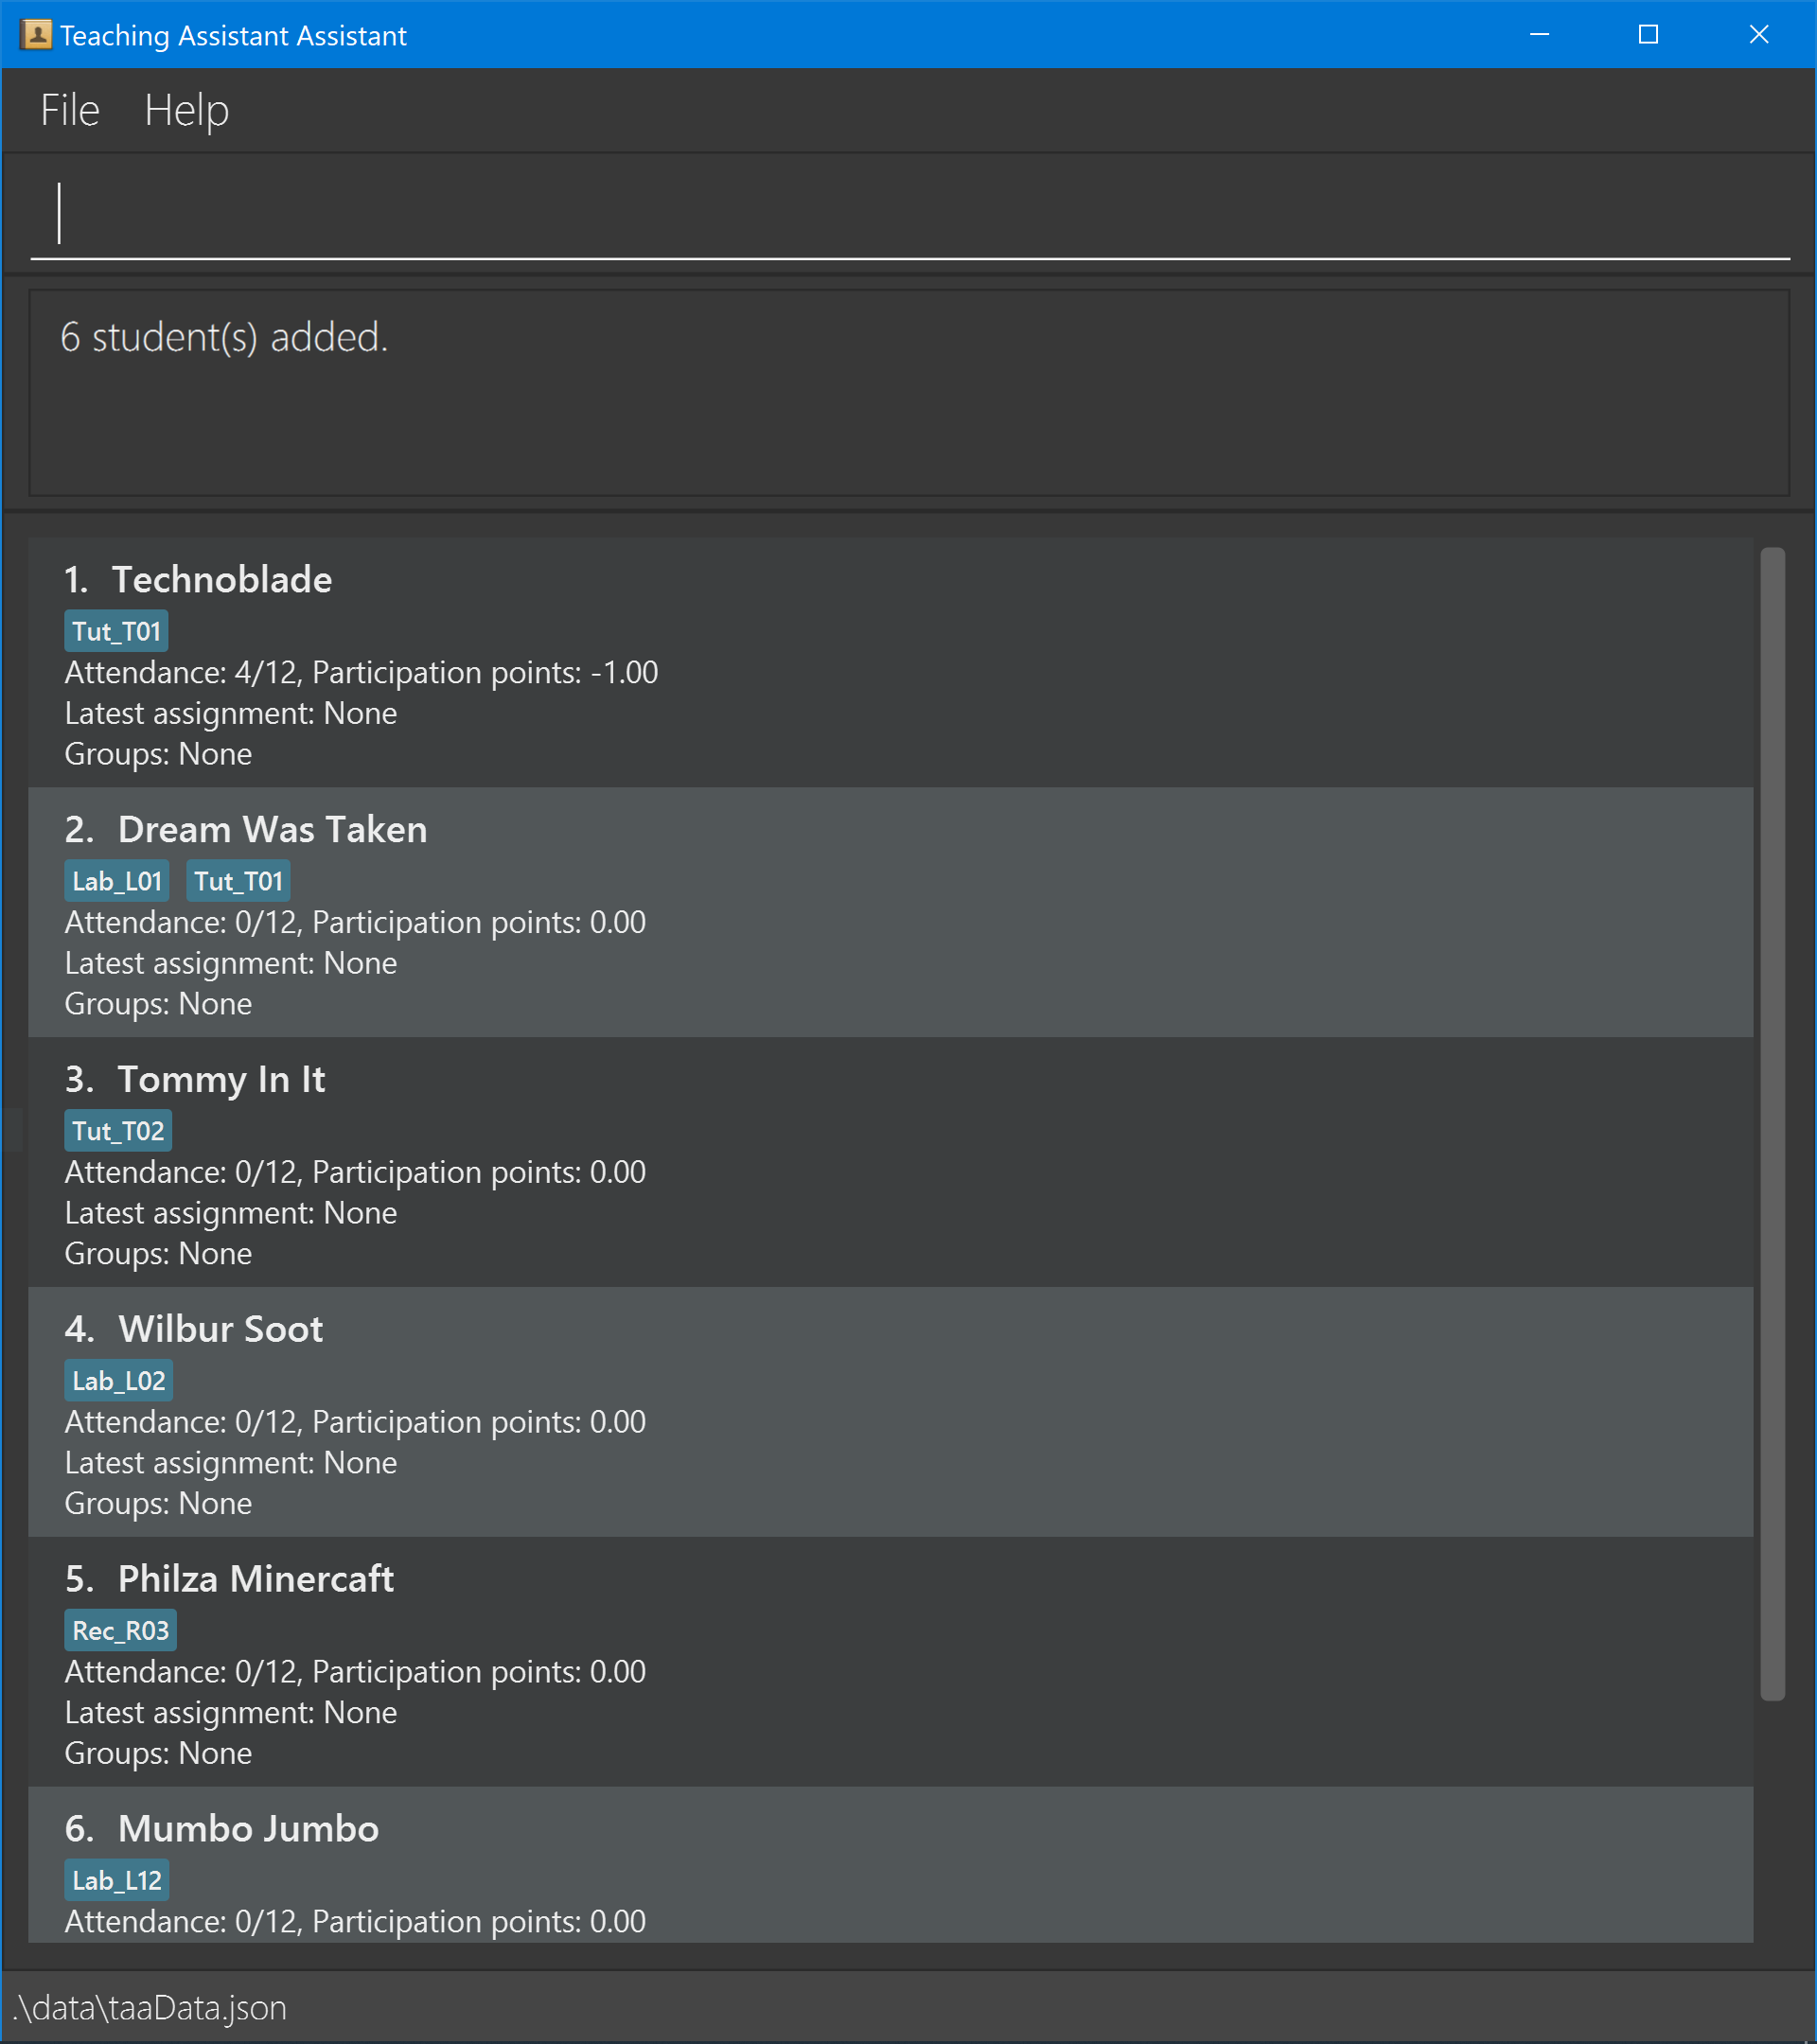 Teaching Assistant Assistant
File Help
6 student(s) added.
1. Technoblade
Tut_T01
Attendance: 4/12, Participation points: -1.00
Latest assignment: None
Groups: None
2. Dream Was Taken
Lab_L01 Tut_T01
Attendance: 0/12, Participation points: 0.00
Latest assignment: None
Groups: None
3. Tommy In It
Tut_T02
Attendance: 0/12, Participation points: 0.00
Latest assignment: None
Groups: None
4. Wilbur Soot
Lab_L02
Attendance: 0/12, Participation points: 0.00
Latest assignment: None
Groups: None
5. Philza Minercaft
Rec_R03
Attendance: 0/12, Participation points: 0.00
Latest assignment: None
Groups: None
6. Mumbo Jumbo
Lab_L12
Attendance: 0/12, Participation points: 0.00
.\data\taaData.json